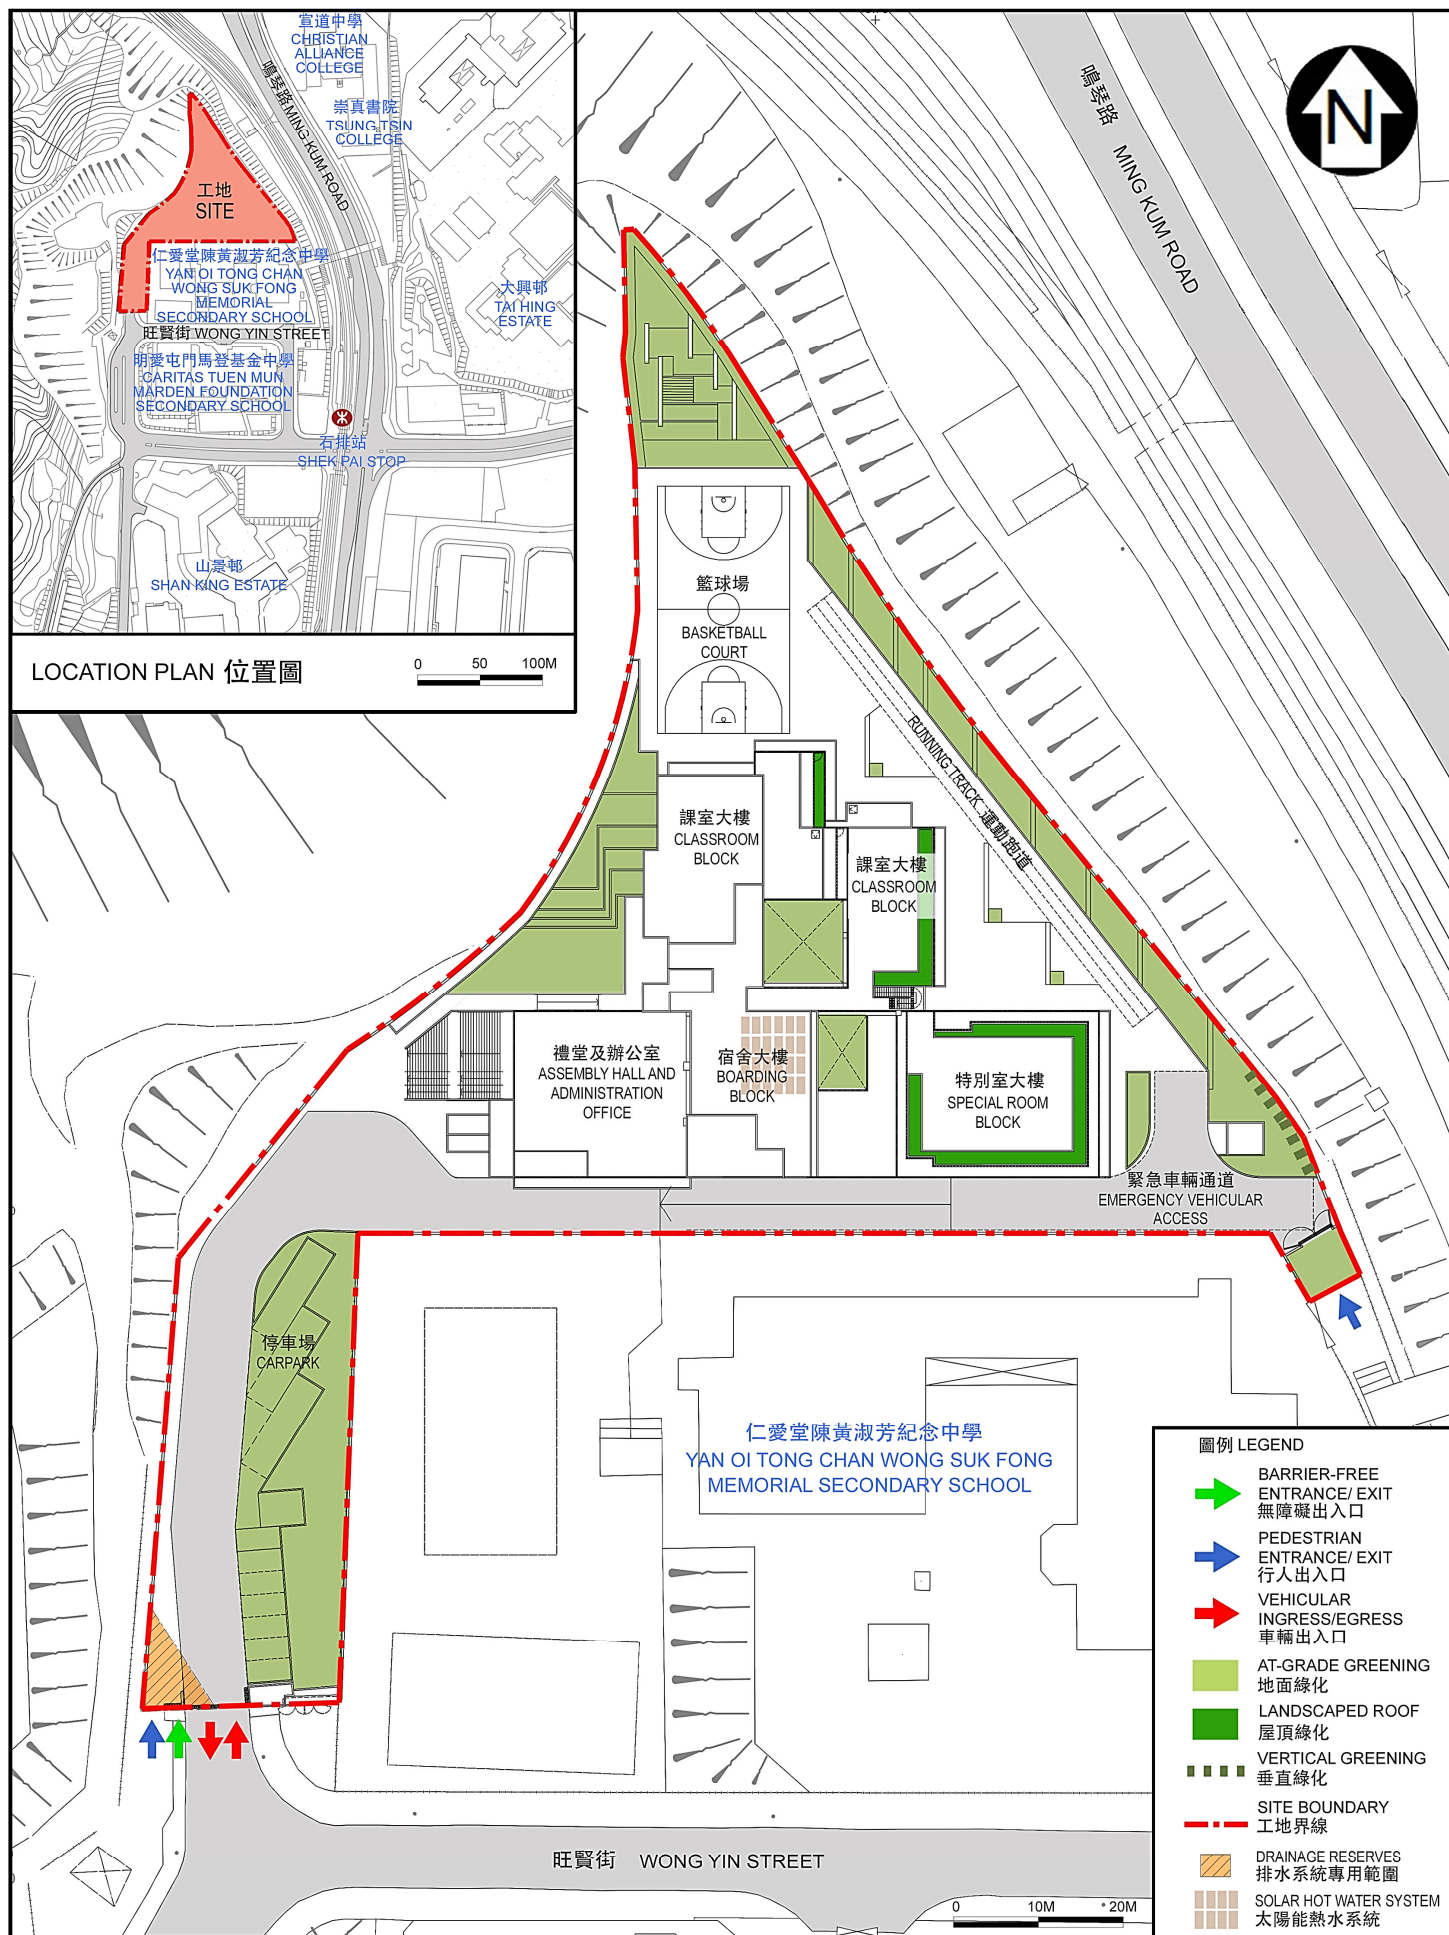 宣道中學
CHRISTIAN
ALLIANCE
COLLEGE
鳴琴路 MING KUM ROAD
崇真書院
TSUNG TSIN
COLLEGE
工地
SITE
仁愛堂陳黃淑芳紀念中學
YAN OI TONG CHAN
WONG SUK FONG
MEMORIAL
SECONDARY SCHOOL
大興邨
TAI HING
ESTATE
旺賢街 WONG YIN STREET
明愛屯門馬登基金中學
CARITAS TUEN MUN
MARDEN FOUNDATION
SECONDARY SCHOOL
石排站
SHEK PAI STOP
山景邨
SHAN KING ESTATE
LOCATION PLAN 位置圖
0 50 100M
鳴琴路 MING KUM ROAD
N
籃球場
BASKETBALL
COURT
RUNNING TRACK 運動跑道
課室大樓
CLASSROOM
BLOCK
課室大樓
CLASSROOM
BLOCK
禮堂及辦公室
ASSEMBLY HALL AND
ADMINISTRATION
OFFICE
宿舍大樓
BOARDING
BLOCK
特別室大樓
SPECIAL ROOM
BLOCK
緊急車輛通道
EMERGENCY VEHICULAR
ACCESS
停車場
CARPARK
仁愛堂陳黃淑芳紀念中學
YAN OI TONG CHAN WONG SUK FONG
MEMORIAL SECONDARY SCHOOL
旺賢街 WONG YIN STREET
0 10M 20M
圖例 LEGEND
BARRIER-FREE
ENTRANCE/ EXIT
無障礙出入口
PEDESTRIAN
ENTRANCE/ EXIT
行人出入口
VEHICULAR
INGRESS/EGRESS
車輛出入口
AT-GRADE GREENING
地面綠化
LANDSCAPED ROOF
屋頂綠化
VERTICAL GREENING
垂直綠化
SITE BOUNDARY
工地界線
DRAINAGE RESERVES
排水系統專用範圍
SOLAR HOT WATER SYSTEM
太陽能熱水系統